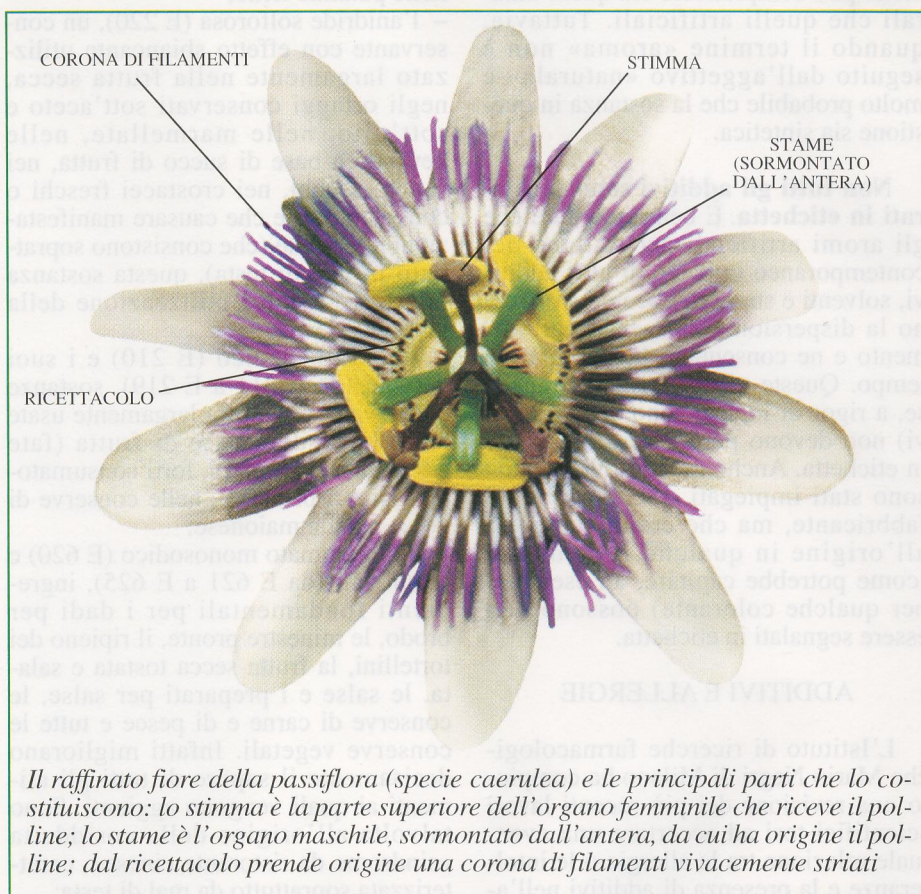 CORONA DI FILAMENTI
STIMMA
STAME
(SORMONTATO
DALL'ANTERA)
RICETTACOLO
Il raffinato fiore della passiflora (specie caerulea) e le principali parti che lo co-
stituiscono; lo stimma è la parte superiore dell'organo femminile che riceve il pol-
line; lo stame è l'organo maschile, sormontato dall'antera, da cui ha origine il pol-
line; dal ricettacolo prende origine una corona di filamenti vivacemente striati